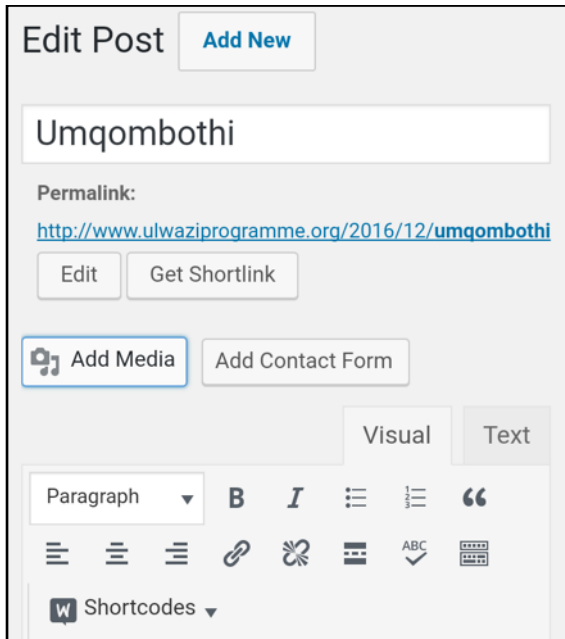 Edit Post Add New
Umqombothi
Permalink:
http://www.ulwaziprogramme.org/2016/12/umqombothi
Edit Get Shortlink
Add Media Add Contact Form
Visual Text
Paragraph B I
ABC
W Shortcodes